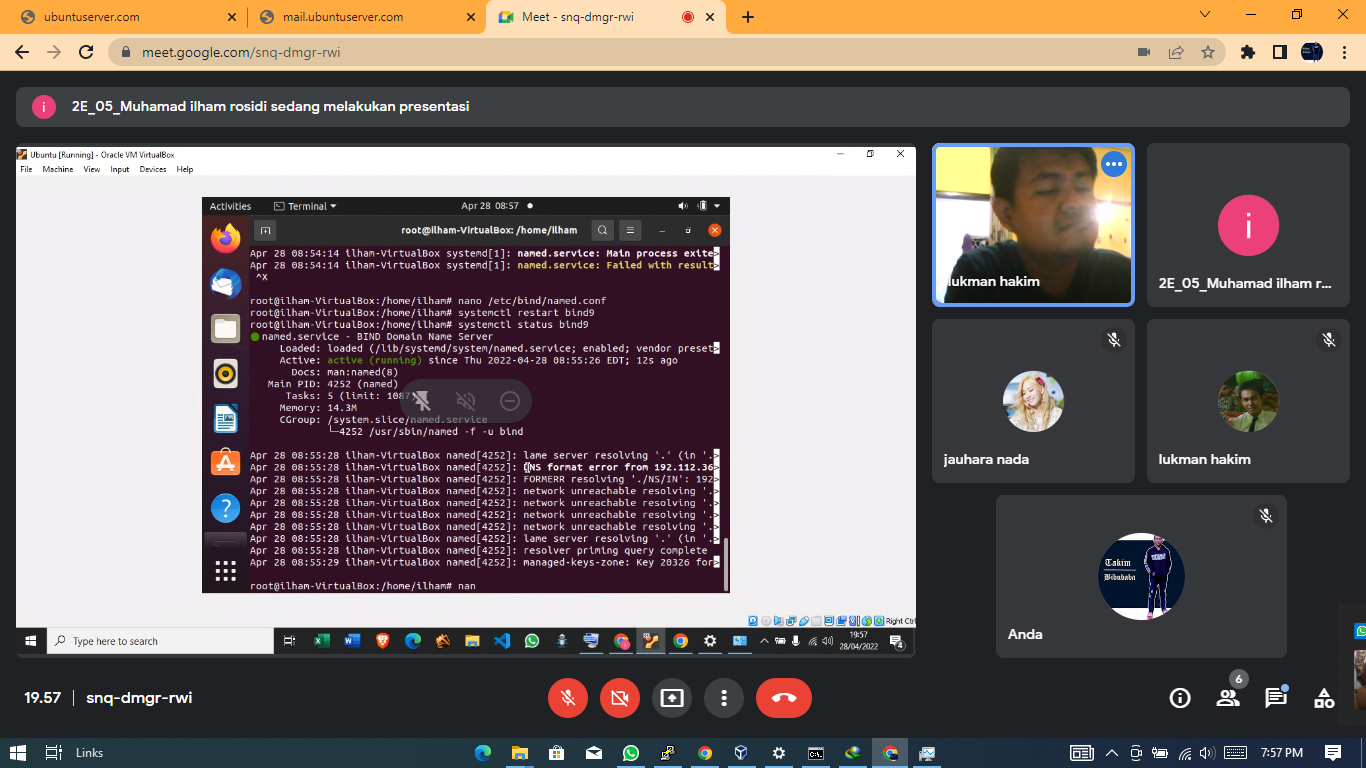 ubuntuserver.com
mail.ubuntuserver.com
Meet - snq-dmgr-rwi
meet.google.com/snq-dmgr-rwi
i
2E_05_Muhamad ilham rosidi sedang melakukan presentasi
Ubuntu [Running] - Oracle VM VirtualBox
File Machine View Input Devices Help
Activities Terminal Apr 28 08:57
root@ilham-VirtualBox: /home/ilham
Apr 28 08:54:14 ilham-VirtualBox systemd[1]: named.service: Main process exite>
Apr 28 08:54:14 ilham-VirtualBox systemd[1]: named.service: Failed with result>
^X
root@ilham-VirtualBox:/home/ilham# nano /etc/bind/named.conf
root@ilham-VirtualBox:/home/ilham# systemctl restart bind9
root@ilham-VirtualBox:/home/ilham# systemctl status bind9
named.service - BIND Domain Name Server
Loaded: loaded (/lib/systemd/system/named.service; enabled; vendor preset>
Active: active (running) since Thu 2022-04-28 08:55:26 EDT; 12s ago
Docs: man:named(8)
Main PID: 4252 (named)
Tasks: 5 (limit: 1087)
Memory: 14.3M
CGroup: /system.slice/named.service
└─4252 /usr/sbin/named -f -u bind
Apr 28 08:55:28 ilham-VirtualBox named[4252]: lame server resolving '.' (in '.>
Apr 28 08:55:28 ilham-VirtualBox named[4252]: DNS format error from 192.112.36>
Apr 28 08:55:28 ilham-VirtualBox named[4252]: FORMERR resolving './NS/IN': 192>
Apr 28 08:55:28 ilham-VirtualBox named[4252]: network unreachable resolving '.>
Apr 28 08:55:28 ilham-VirtualBox named[4252]: network unreachable resolving '.>
Apr 28 08:55:28 ilham-VirtualBox named[4252]: network unreachable resolving '.>
Apr 28 08:55:28 ilham-VirtualBox named[4252]: network unreachable resolving '.>
Apr 28 08:55:28 ilham-VirtualBox named[4252]: lame server resolving '.' (in '.>
Apr 28 08:55:28 ilham-VirtualBox named[4252]: resolver priming query complete
Apr 28 08:55:29 ilham-VirtualBox named[4252]: managed-keys-zone: Key 20326 for>
root@ilham-VirtualBox:/home/ilham# nan
Right Ctrl
Type here to search
19:57
28/04/2022
4
lukman hakim
i
2E_05_Muhamad ilham r...
jauhara nada
lukman hakim
Takim
Bibubaba
Anda
19.57 | snq-dmgr-rwi
6
Links
7:57 PM